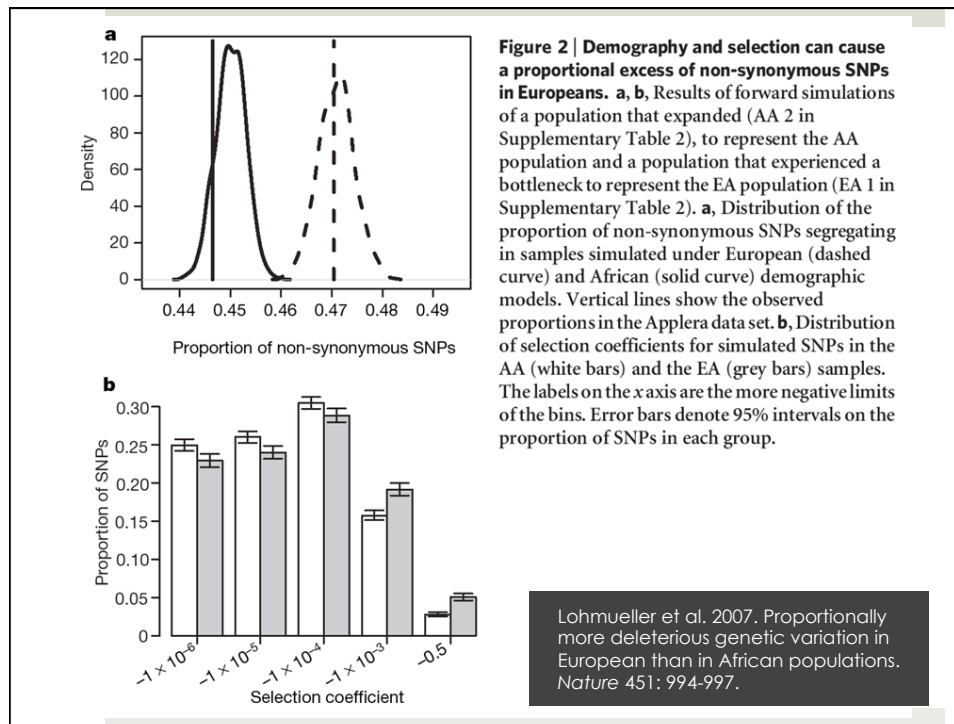 a
120
100
80
60
40
20
0
Density
0.44 0.45 0.46 0.47 0.48 0.49
Proportion of non-synonymous SNPs
b
0.30
0.25
0.20
0.15
0.10
0.05
0
Proportion of SNPs
−1 × 10⁻⁶ −1 × 10⁻⁵ −1 × 10⁻⁴ −1 × 10⁻³ −0.5
Selection coefficient
Figure 2 | Demography and selection can cause
a proportional excess of non-synonymous SNPs
in Europeans. a, b, Results of forward simulations
of a population that expanded (AA 2 in
Supplementary Table 2), to represent the AA
population and a population that experienced a
bottleneck to represent the EA population (EA 1 in
Supplementary Table 2). a, Distribution of the
proportion of non-synonymous SNPs segregating
in samples simulated under European (dashed
curve) and African (solid curve) demographic
models. Vertical lines show the observed
proportions in the Applera data set. b, Distribution
of selection coefficients for simulated SNPs in the
AA (white bars) and the EA (grey bars) samples.
The labels on the x axis are the more negative limits
of the bins. Error bars denote 95% intervals on the
proportion of SNPs in each group.
Lohmueller et al. 2007. Proportionally
more deleterious genetic variation in
European than in African populations.
Nature 451: 994-997.